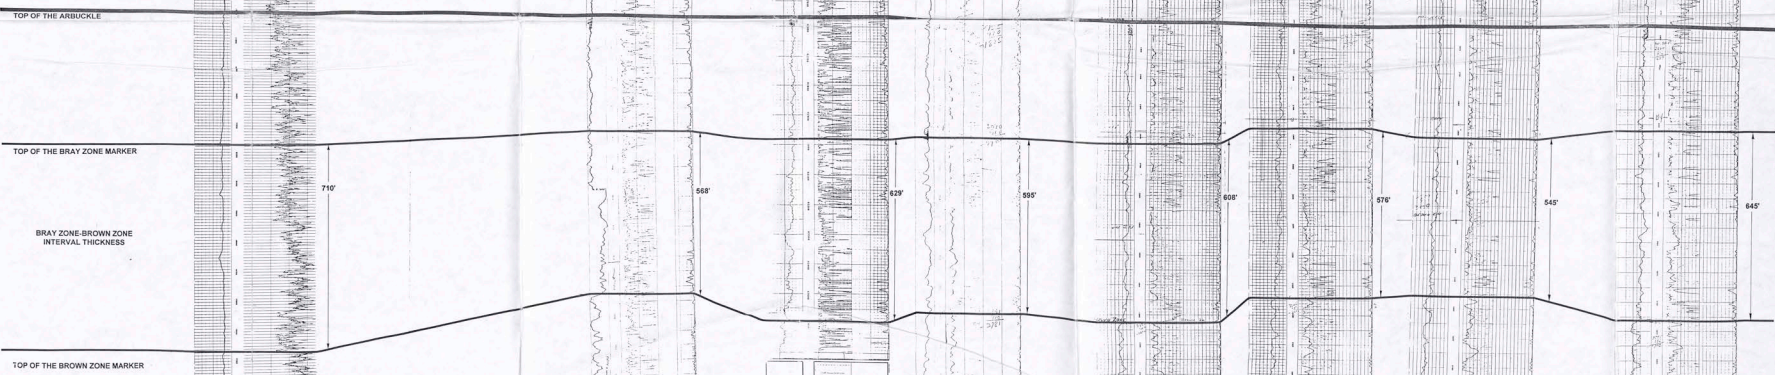 TOP OF THE ARBUCKLE
TOP OF THE BRAY ZONE MARKER
710'
568'
629'
595'
608'
576'
545'
645'
BRAY ZONE-BROWN ZONE
INTERVAL THICKNESS
TOP OF THE BROWN ZONE MARKER